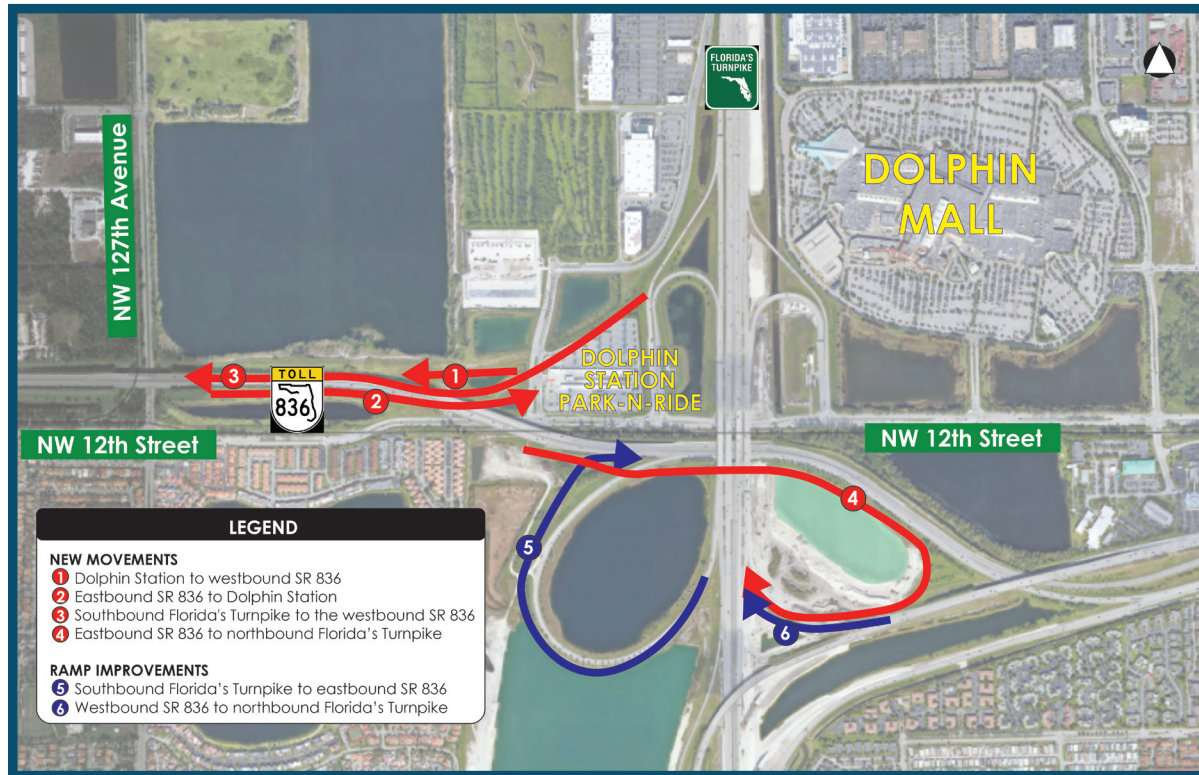 FLORIDA'S
TURNPIKE
DOLPHIN
MALL
NW 127th Avenue
DOLPHIN
STATION
PARK-N-RIDE
1
3
TOLL
836
2
NW 12th Street
NW 12th Street
4
5
6
LEGEND
NEW MOVEMENTS
1 Dolphin Station to westbound SR 836
2 Eastbound SR 836 to Dolphin Station
3 Southbound Florida's Turnpike to the westbound SR 836
4 Eastbound SR 836 to northbound Florida's Turnpike
RAMP IMPROVEMENTS
5 Southbound Florida's Turnpike to eastbound SR 836
6 Westbound SR 836 to northbound Florida's Turnpike